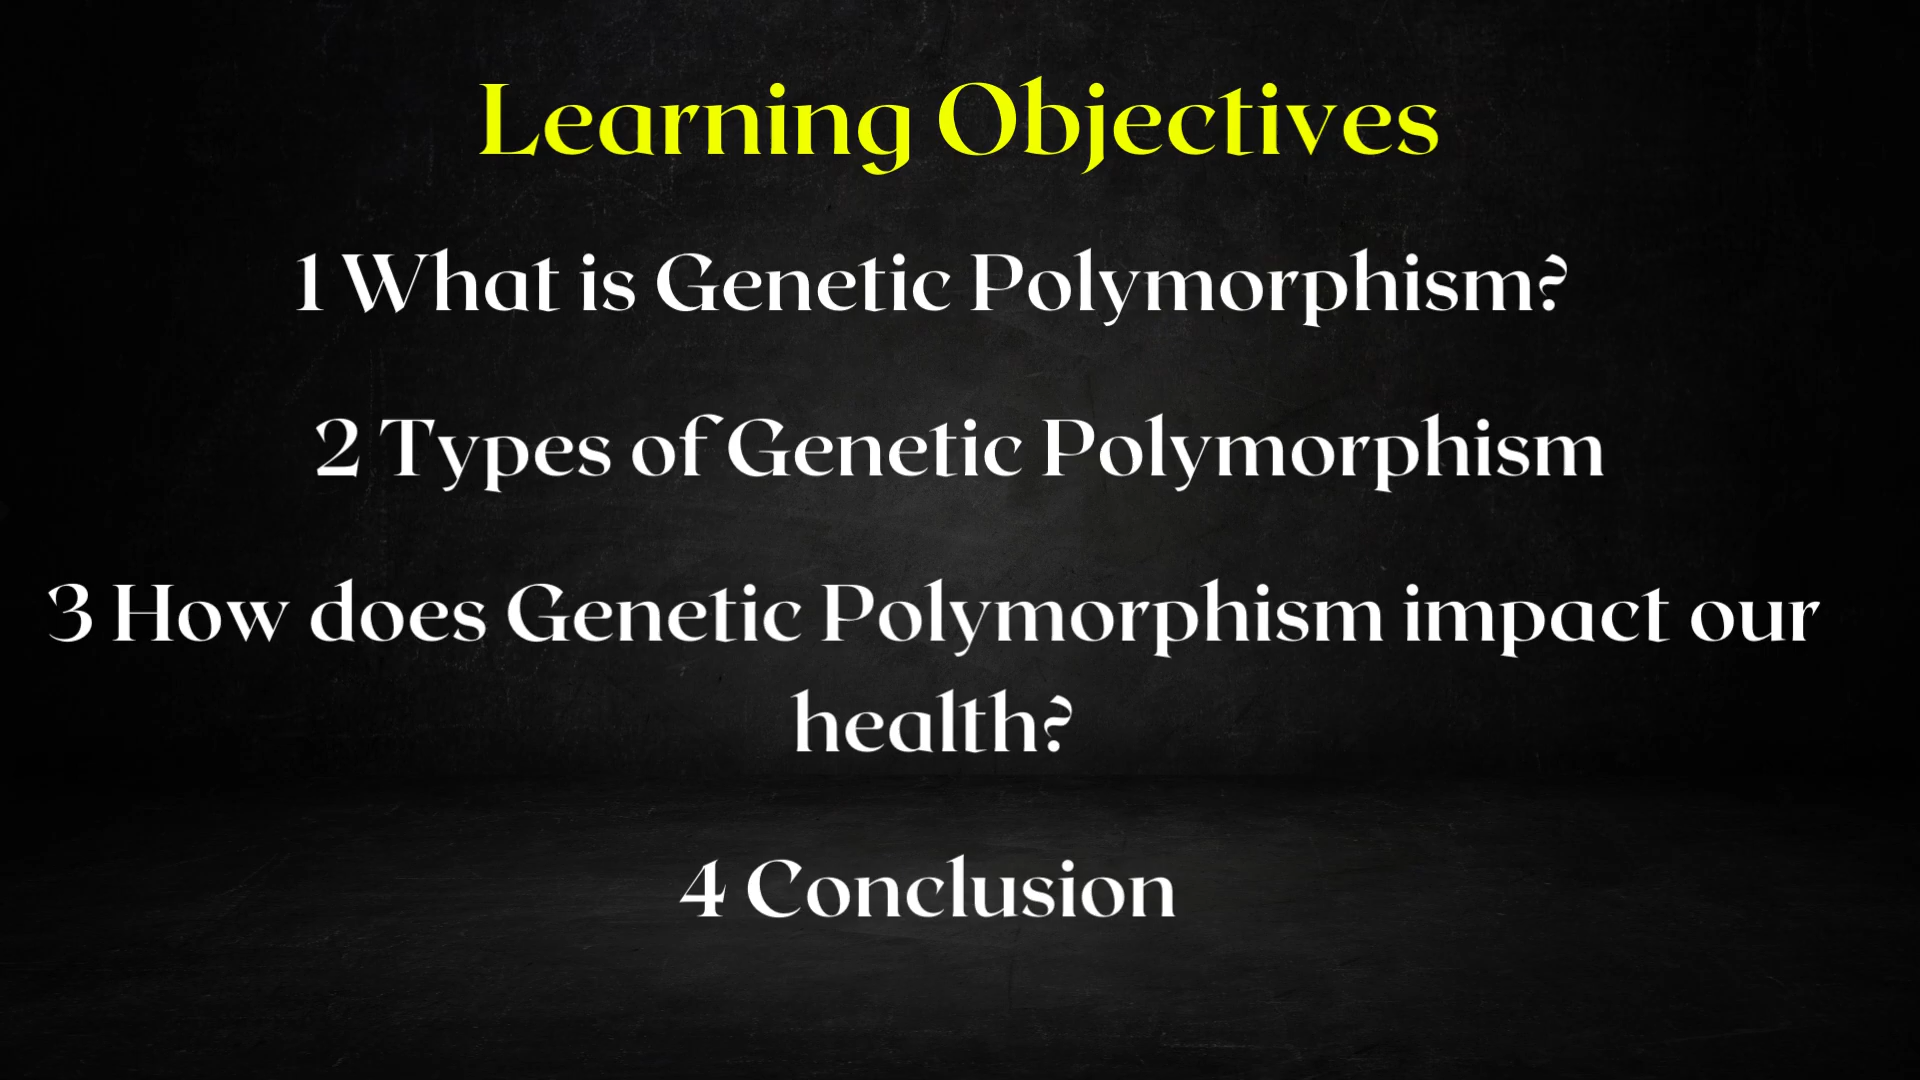 Learning Objectives
1 What is Genetic Polymorphism?
2 Types of Genetic Polymorphism
3 How does Genetic Polymorphism impact our
health?
4 Conclusion